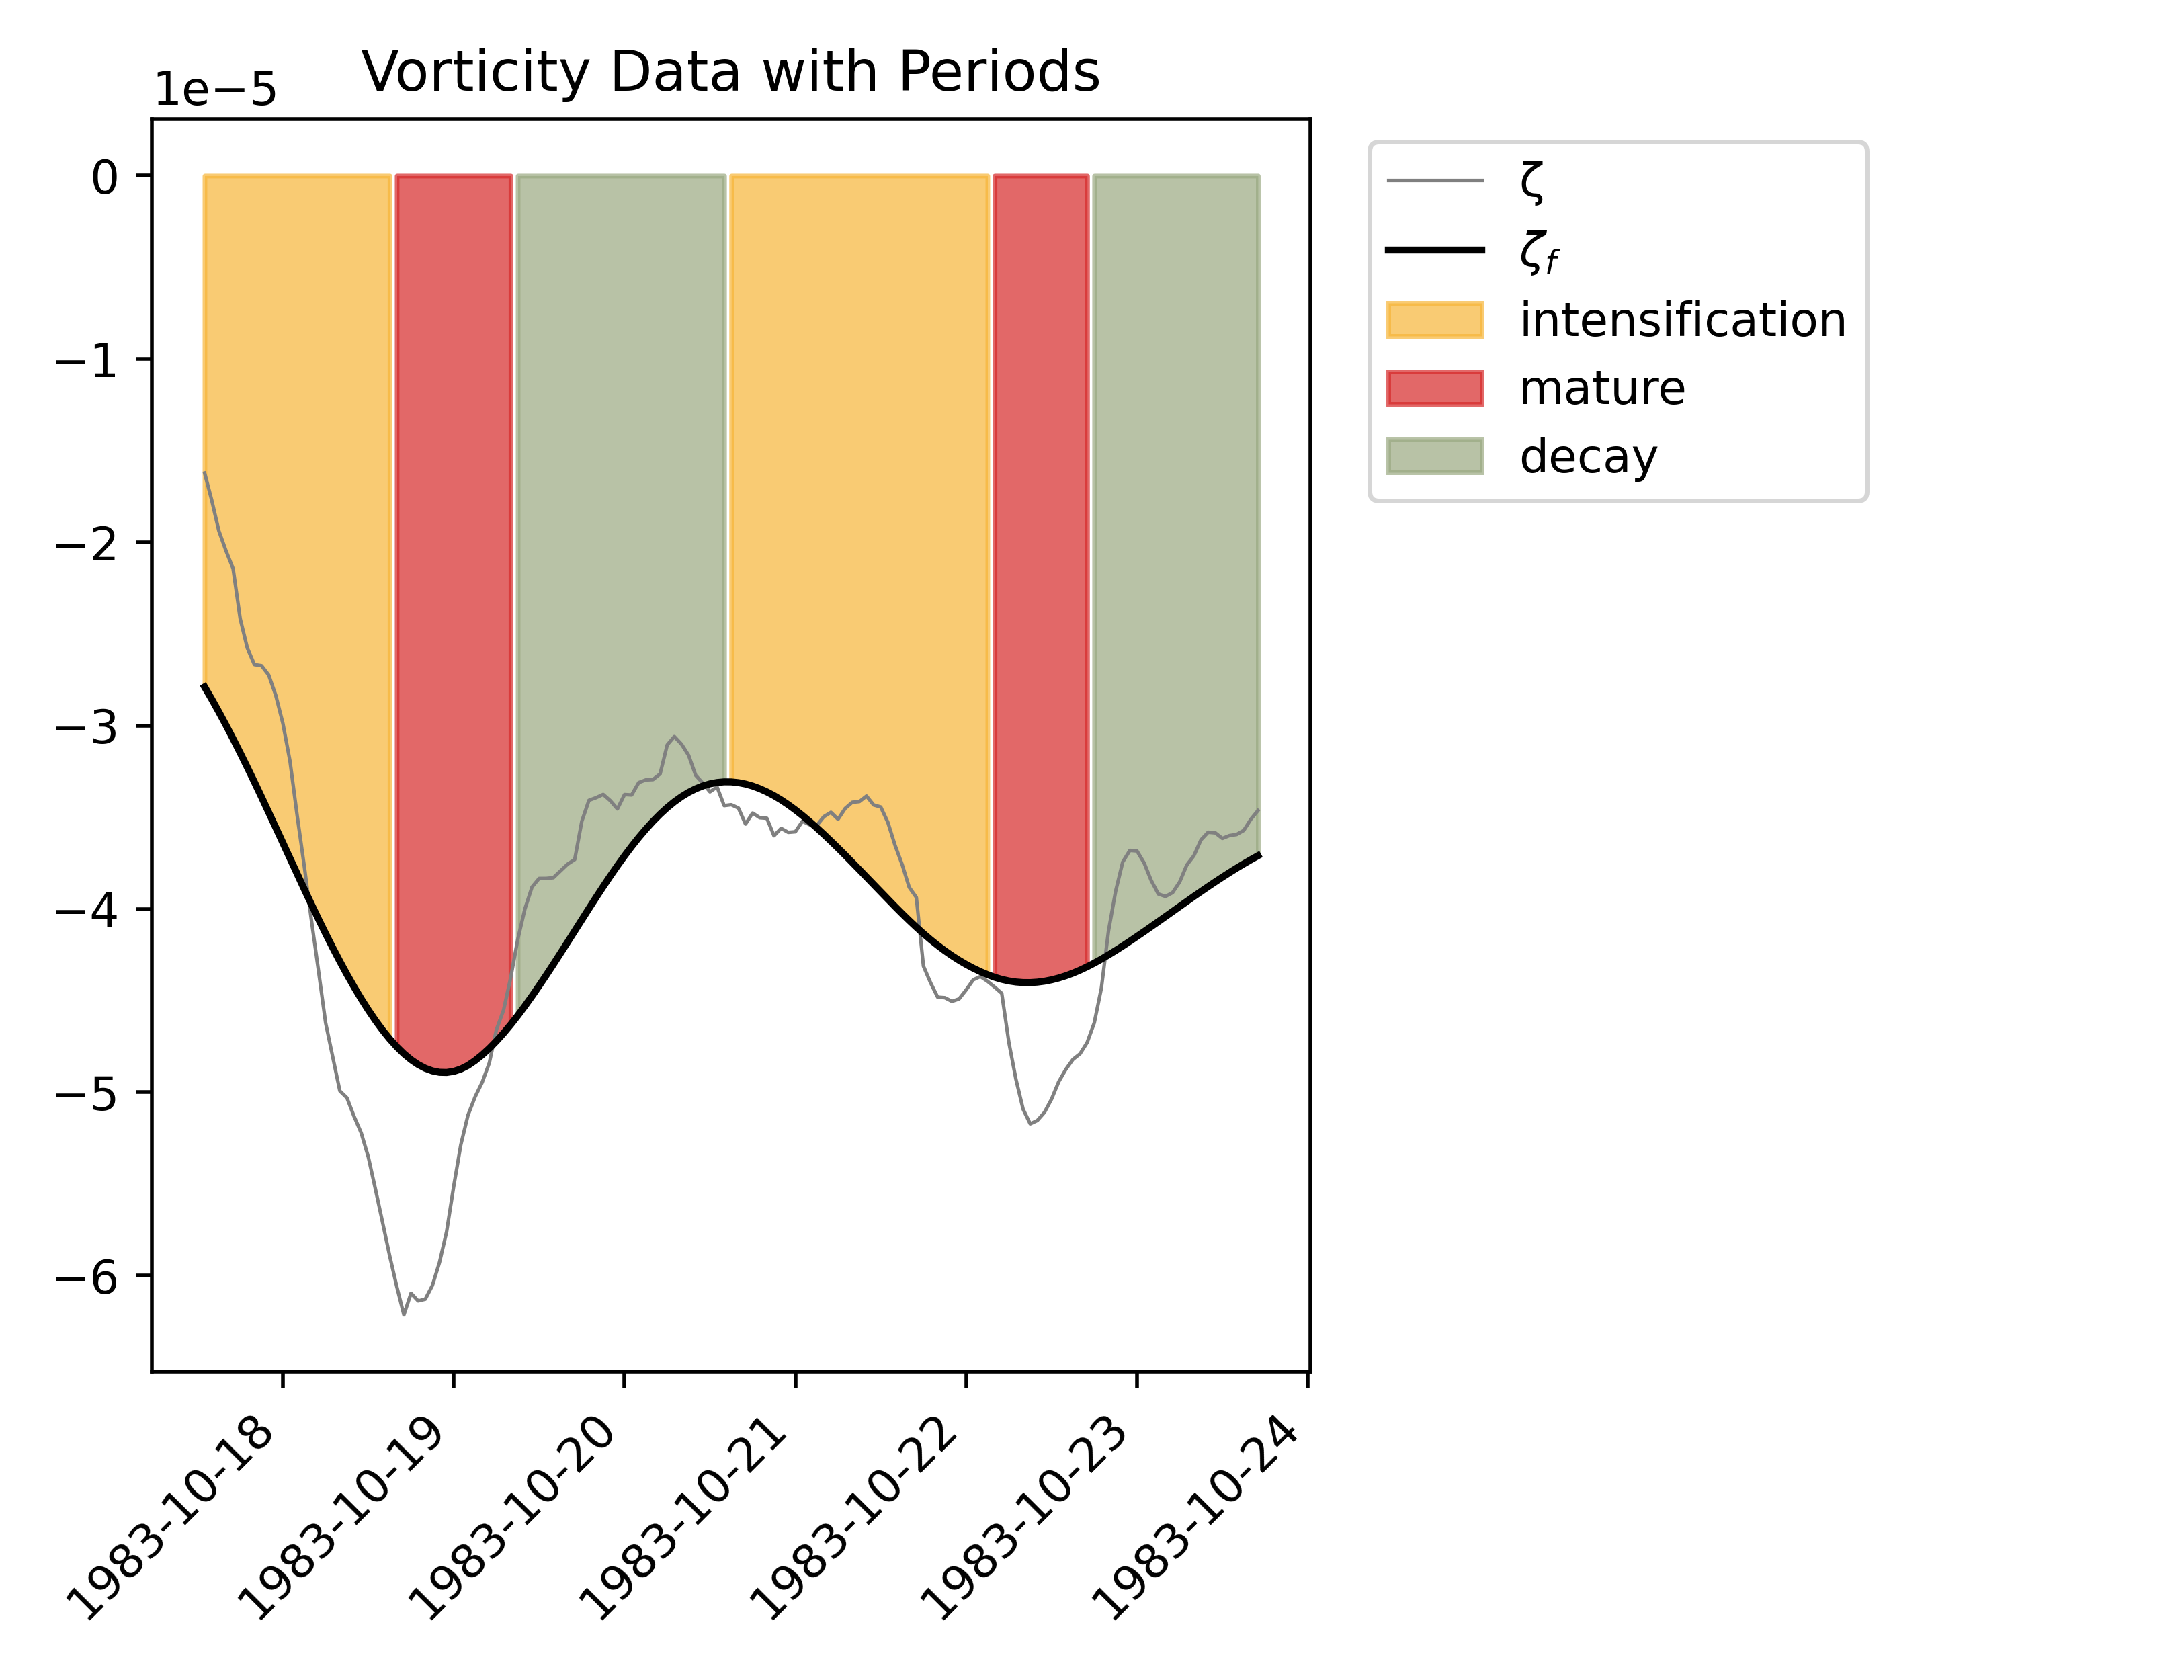 Vorticity Data with Periods
1e−5
0
−1
−2
−3
−4
−5
−6
1983-10-18
1983-10-19
1983-10-20
1983-10-21
1983-10-22
1983-10-23
1983-10-24
ζ
ζf
intensification
mature
decay